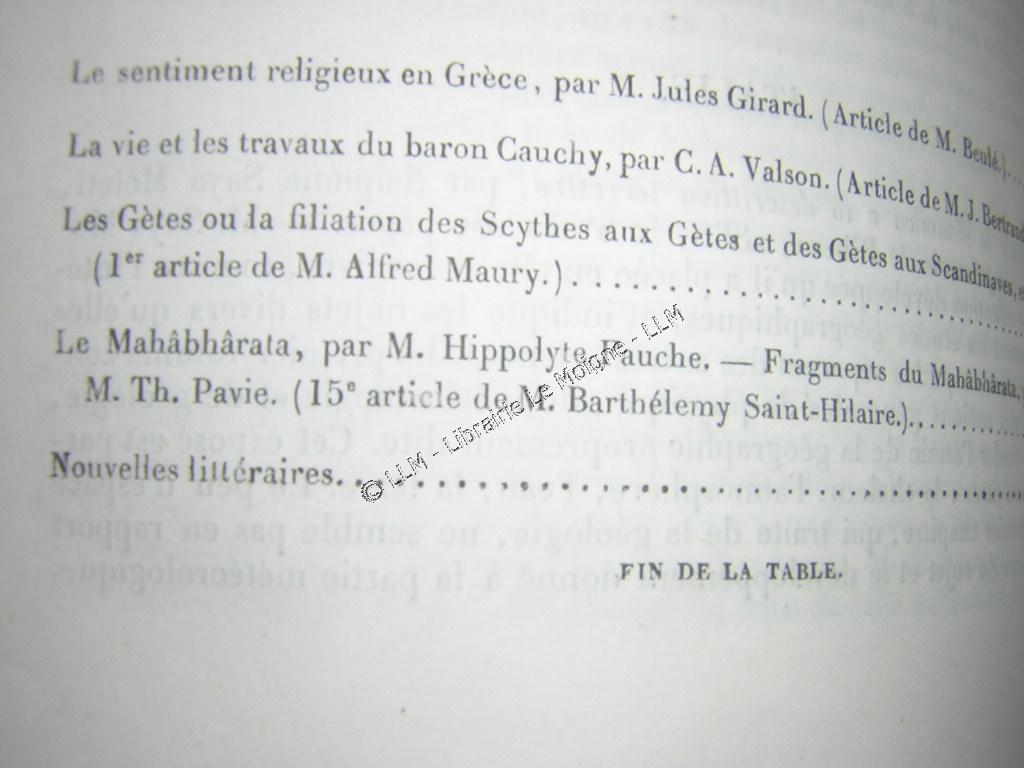 Le sentiment religieux en Grèce, par M. Jules Girard. (Article de M. Beulé.)...
La vie et les travaux du baron Cauchy, par C. A. Valson. (Article de M. J. Bertrand
Les Gètes ou la filiation des Scythes aux Gètes et des Gètes aux Scandinaves,
(1er article de M. Alfred Maury.)
Le Mahâbhârata, par M. Hippolyte Fauche. — Fragments du Mahâbhârata,
M. Th. Pavie. (15e article de M. Barthélemy Saint-Hilaire.)
Nouvelles littéraires.
FIN DE LA TABLE.
© LLM - Librairie Le Moigne - LLM